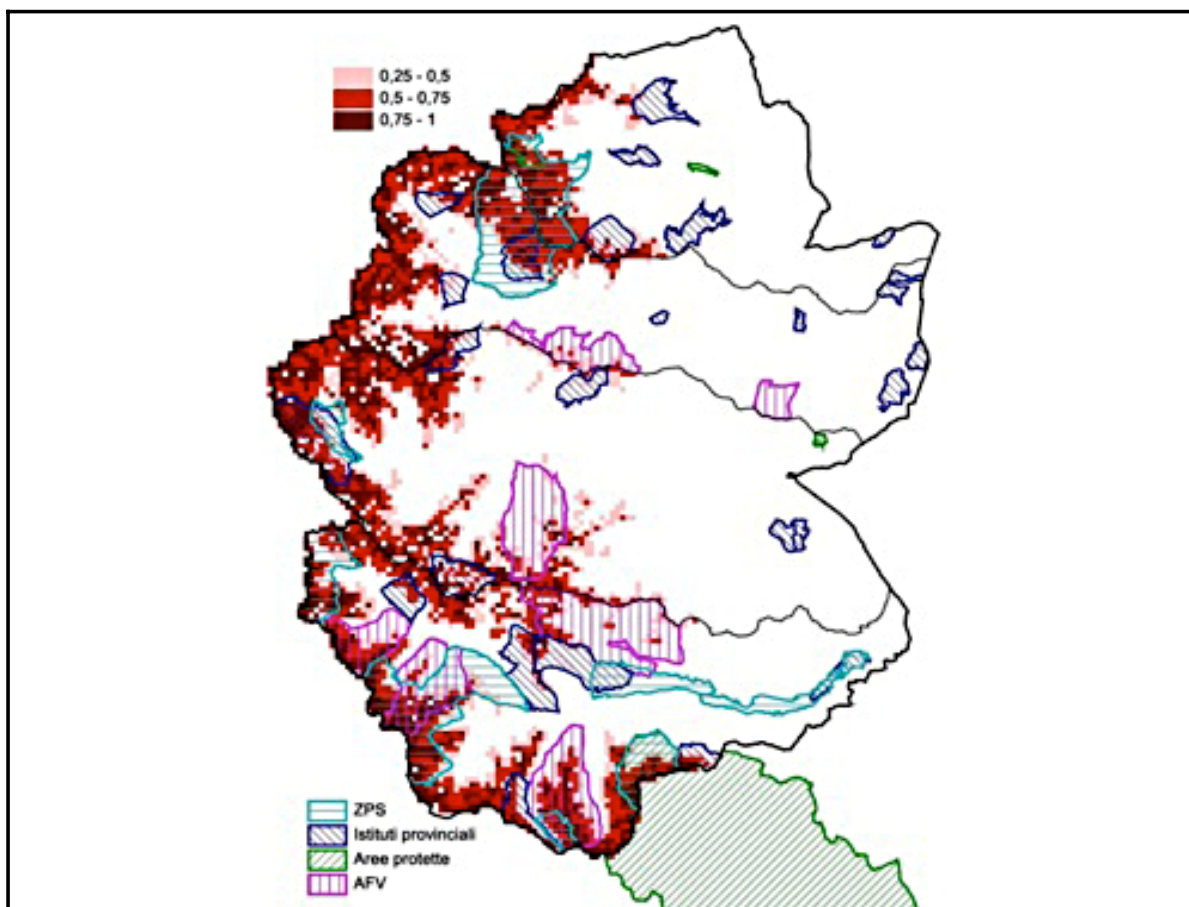 0,25 - 0,5
0,5 - 0,75
0,75 - 1
ZPS
Istituti provinciali
Aree protette
AFV